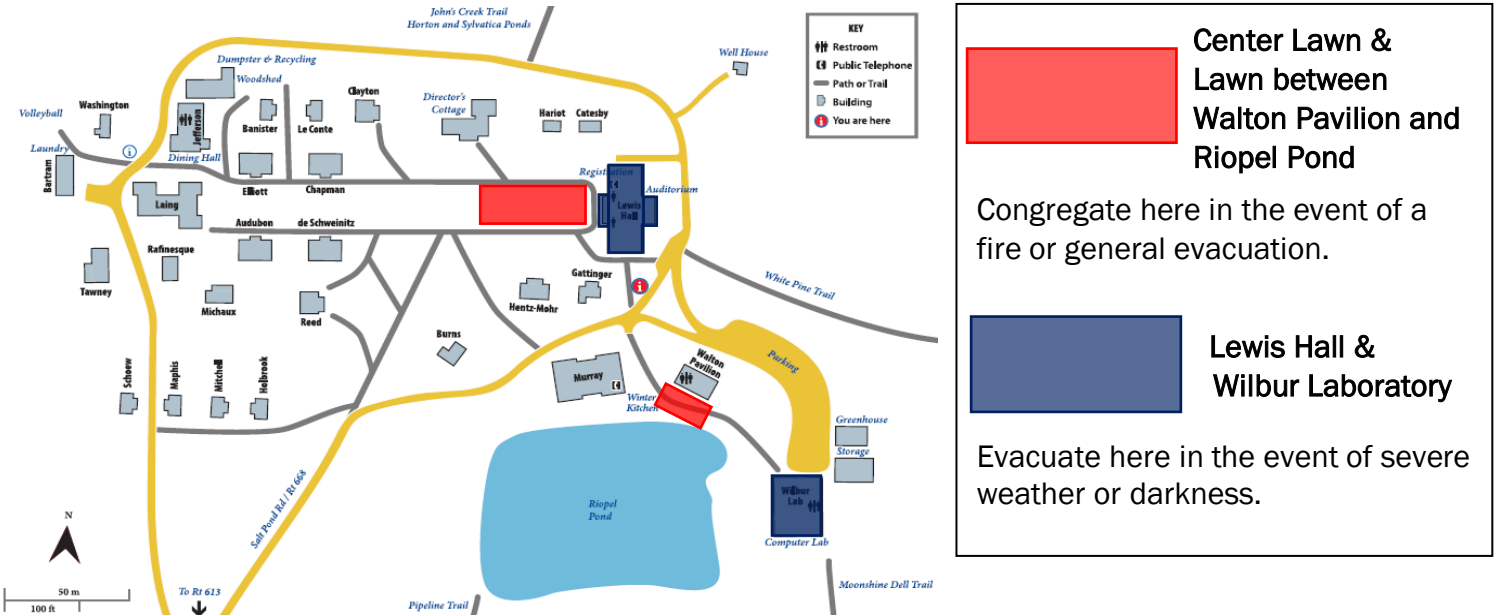 John's Creek Trail
Horton and Sylvatica Ponds
KEY
Restroom
Public Telephone
Path or Trail
Building
i You are here
Well House
Dumpster & Recycling
Woodshed
Washington
Volleyball
Jefferson
Banister
Le Conte
Clayton
Director's
Cottage
Hariot
Catesby
Laundry
i
Dining Hall
Bartram
Elliott
Chapman
Registration
Auditorium
Lewis
Hall
Laing
Audubon
de Schweinitz
Rafinesque
Tawney
Michaux
Reed
Gattinger
Hentz-Mohr
i
White Pine Trail
Burns
Walton
Pavilion
Parking
Murray
Schoew
Maphis
Mitchell
Holbrook
Winter
Kitchen
Greenhouse
Storage
Salt Pond Rd / Rt 668
Riopel
Pond
Wilbur
Lab
Computer Lab
N
50 m
100 ft
To Rt 613
Pipeline Trail
Moonshine Dell Trail
Center Lawn &
Lawn between
Walton Pavilion and
Riopel Pond
Congregate here in the event of a
fire or general evacuation.
Lewis Hall &
Wilbur Laboratory
Evacuate here in the event of severe
weather or darkness.